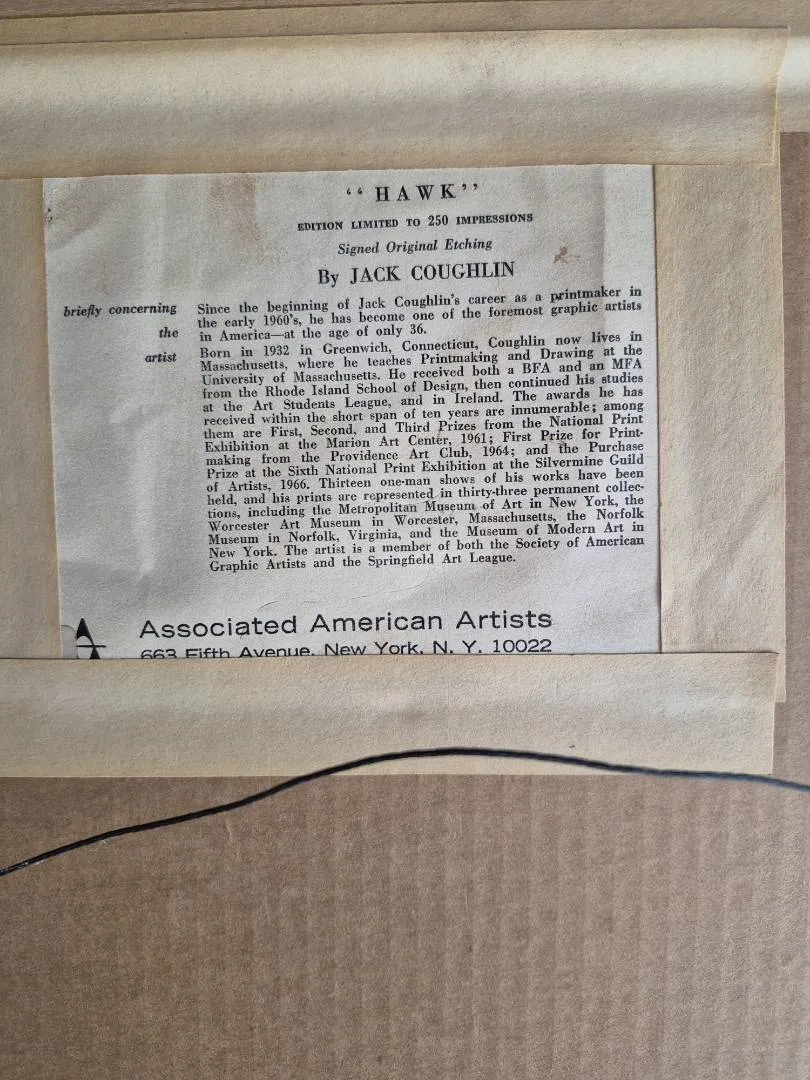 “ HAWK”
EDITION LIMITED TO 250 IMPRESSIONS
Signed Original Etching
By JACK COUGHLIN
briefly concerning
the
artist
Since the beginning of Jack Coughlin's career as a printmaker in
the early 1960's, he has become one of the foremost graphic artists
in America—at the age of only 36.
Born in 1932 in Greenwich, Connecticut, Coughlin now lives in
Massachusetts, where he teaches Printmaking and Drawing at the
University of Massachusetts. He received both a BFA and an MFA
from the Rhode Island School of Design, then continued his studies
at the Art Students League, and in Ireland. The awards he has
received within the short span of ten years are innumerable; among
them are First, Second, and Third Prizes from the National Print
Exhibition at the Marion Art Center, 1961; First Prize for Print-
making from the Providence Art Club, 1964; and the Purchase
Prize at the Sixth National Print Exhibition at the Silvermine Guild
of Artists, 1966. Thirteen one-man shows of his works have been
held, and his prints are represented in thirty-three permanent collec-
tions, including the Metropolitan Museum of Art in New York, the
Worcester Art Museum in Worcester, Massachusetts, the Norfolk
Museum in Norfolk, Virginia, and the Museum of Modern Art in
New York. The artist is a member of both the Society of American
Graphic Artists and the Springfield Art League.
Associated American Artists
663 Fifth Avenue, New York, N. Y. 10022